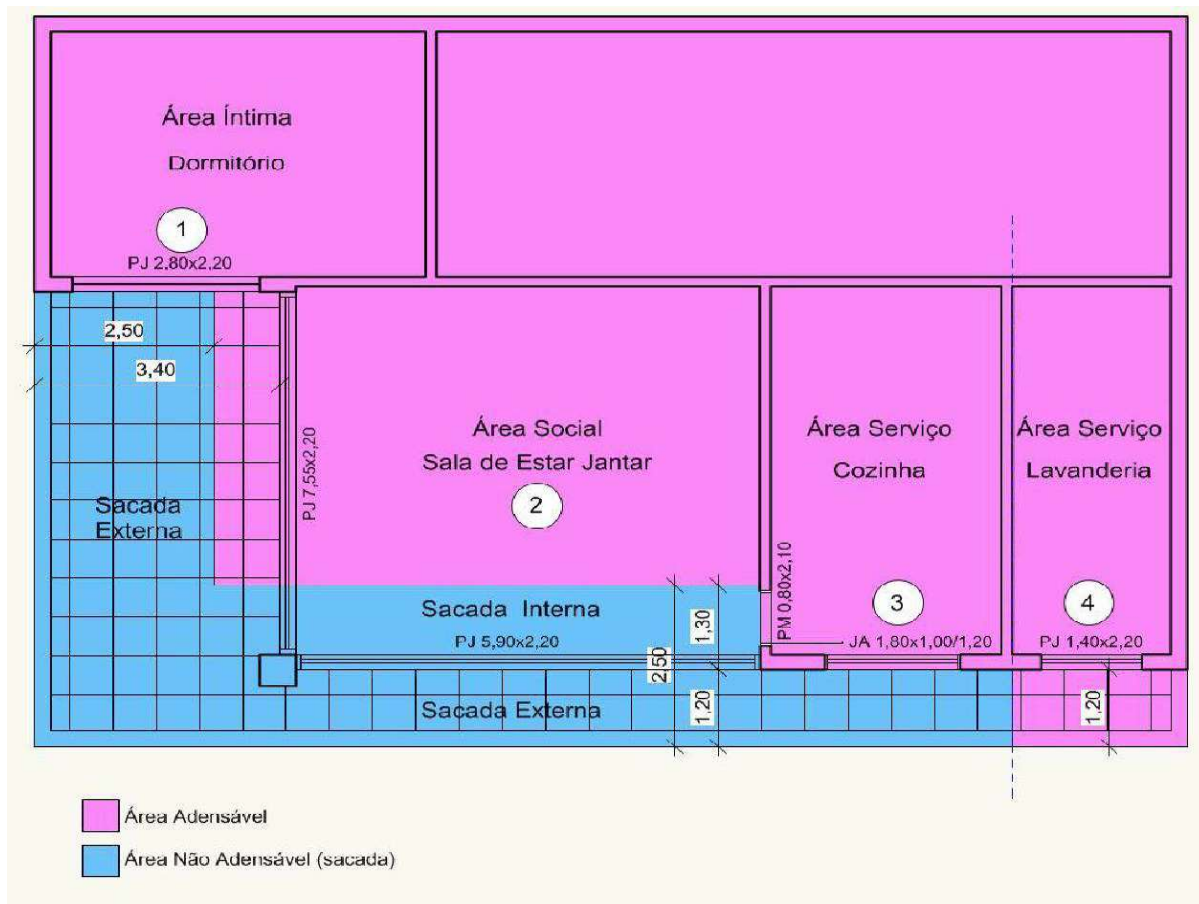 Área Íntima
Dormitório
1
PJ 2,80x2,20
2,50
3,40
Sacada
Externa
PJ 7,55x2,20
Área Social
Sala de Estar Jantar
2
Sacada Interna
PJ 5,90x2,20
Sacada Externa
2,50
1,30
1,20
PM 0,80x2,10
Área Serviço
Cozinha
3
JA 1,80x1,00/1,20
Área Serviço
Lavanderia
4
PJ 1,40x2,20
1,20
Área Adensável
Área Não Adensável (sacada)